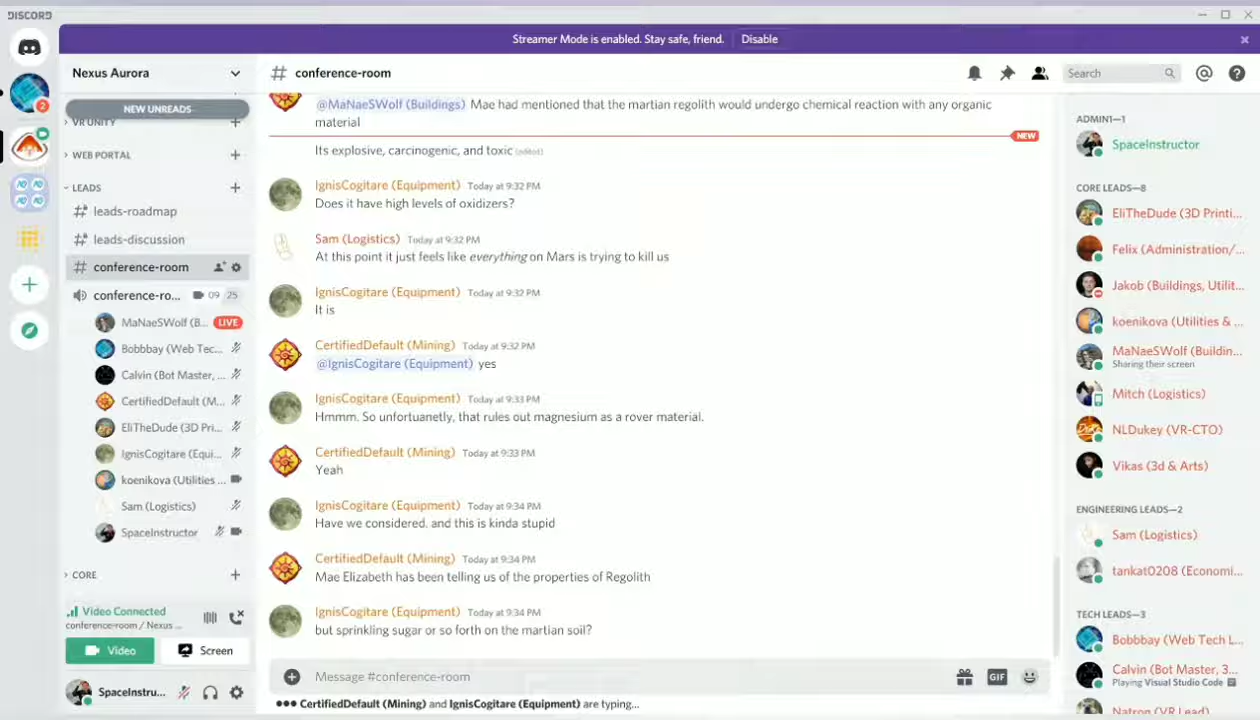 DISCORD
Streamer Mode is enabled. Stay safe, friend. Disable
Nexus Aurora
NEW UNREADS
VR UNITY
WEB PORTAL
LEADS
leads-roadmap
leads-discussion
conference-room
conference-ro... 09 25
MaNaeSWolf (B... LIVE
Bobbbay (Web Tec...
Calvin (Bot Master, ...
CertifiedDefault (M...
EliTheDude (3D Pri...
IgnisCogitare (Equi...
koenikova (Utilities ...
Sam (Logistics)
SpaceInstructor
CORE
Video Connected
conference-room / Nexus ...
Video Screen
SpaceInstru...
# conference-room
Search
@MaNaeSWolf (Buildings) Mae had mentioned that the martian regolith would undergo chemical reaction with any organic
material
NEW
Its explosive, carcinogenic, and toxic (edited)
IgnisCogitare (Equipment) Today at 9:32 PM
Does it have high levels of oxidizers?
Sam (Logistics) Today at 9:32 PM
At this point it just feels like everything on Mars is trying to kill us
IgnisCogitare (Equipment) Today at 9:32 PM
It is
CertifiedDefault (Mining) Today at 9:32 PM
@IgnisCogitare (Equipment) yes
IgnisCogitare (Equipment) Today at 9:33 PM
Hmmm. So unfortuanetly, that rules out magnesium as a rover material.
CertifiedDefault (Mining) Today at 9:33 PM
Yeah
IgnisCogitare (Equipment) Today at 9:34 PM
Have we considered. and this is kinda stupid
CertifiedDefault (Mining) Today at 9:34 PM
Mae Elizabeth has been telling us of the properties of Regolith
IgnisCogitare (Equipment) Today at 9:34 PM
but sprinkling sugar or so forth on the martian soil?
Message #conference-room
GIF
CertifiedDefault (Mining) and IgnisCogitare (Equipment) are typing...
ADMIN1—1
SpaceInstructor
CORE LEADS—8
EliTheDude (3D Printi...
Felix (Administration/...
Jakob (Buildings, Utilit...
koenikova (Utilities & ...
MaNaeSWolf (Buildin...
Sharing their screen
Mitch (Logistics)
NLDukey (VR-CTO)
Vikas (3d & Arts)
ENGINEERING LEADS—2
Sam (Logistics)
tankat0208 (Economi...
TECH LEADS—3
Bobbbay (Web Tech L...
Calvin (Bot Master, 3...
Playing Visual Studio Code
Natron (VR Lead)